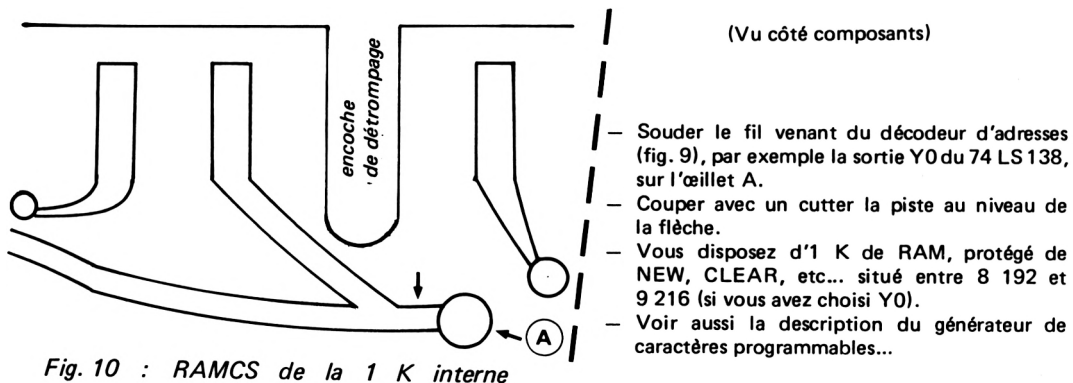 encoche
de détrompage
A
Fig. 10 : RAMCS de la 1 K interne
(Vu côté composants)
— Souder le fil venant du décodeur d'adresses
(fig. 9), par exemple la sortie Y0 du 74 LS 138,
sur l'œillet A.
— Couper avec un cutter la piste au niveau de
la flèche.
— Vous disposez d'1 K de RAM, protégé de
NEW, CLEAR, etc... situé entre 8 192 et
9 216 (si vous avez choisi Y0).
— Voir aussi la description du générateur de
caractères programmables...